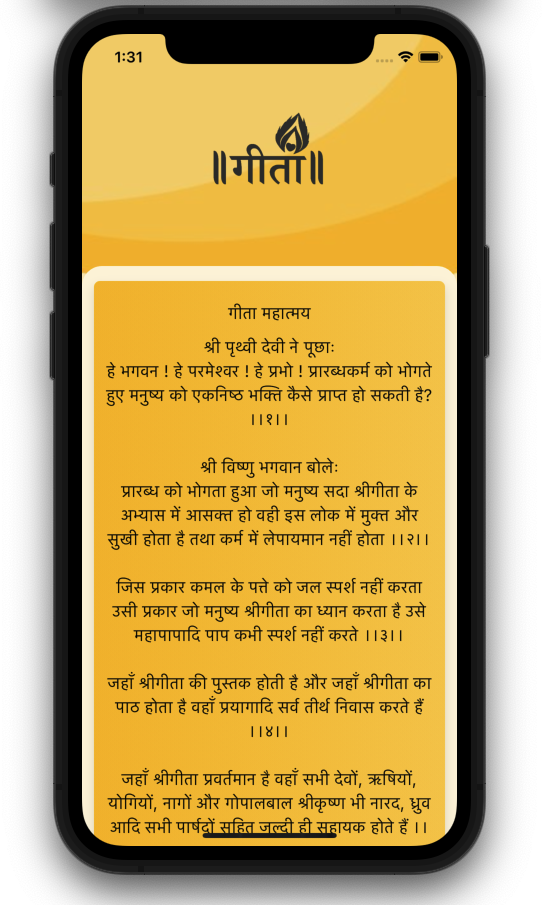 1:31
॥गीता॥
गीता महात्मय
श्री पृथ्वी देवी ने पूछाः
हे भगवन ! हे परमेश्वर ! हे प्रभो ! प्रारब्धकर्म को भोगते
हुए मनुष्य को एकनिष्ठ भक्ति कैसे प्राप्त हो सकती है?
।।१।।
श्री विष्णु भगवान बोलेः
प्रारब्ध को भोगता हुआ जो मनुष्य सदा श्रीगीता के
अभ्यास में आसक्त हो वही इस लोक में मुक्त और
सुखी होता है तथा कर्म में लेपायमान नहीं होता ।।२।।
जिस प्रकार कमल के पत्ते को जल स्पर्श नहीं करता
उसी प्रकार जो मनुष्य श्रीगीता का ध्यान करता है उसे
महापापादि पाप कभी स्पर्श नहीं करते ।।३।।
जहाँ श्रीगीता की पुस्तक होती है और जहाँ श्रीगीता का
पाठ होता है वहाँ प्रयागादि सर्व तीर्थ निवास करते हैं
।।४।।
जहाँ श्रीगीता प्रवर्तमान है वहाँ सभी देवों, ऋषियों,
योगियों, नागों और गोपालबाल श्रीकृष्ण भी नारद, ध्रुव
आदि सभी पार्षदों सहित जल्दी ही सहायक होते हैं ।।